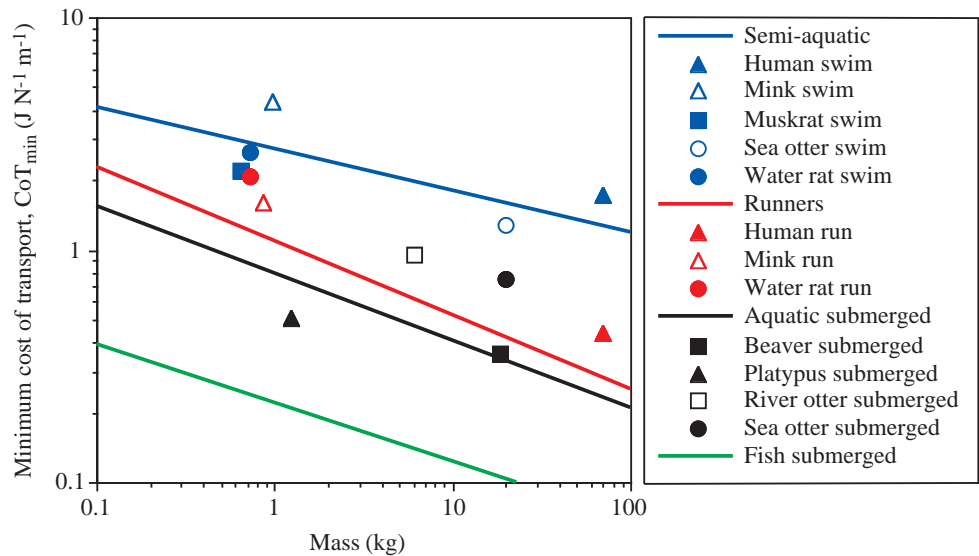 10
1
0.1
Minimum cost of transport, CoTmin (J N-1 m-1)
0.1
1
10
100
Mass (kg)
Semi-aquatic
Human swim
Mink swim
Muskrat swim
Sea otter swim
Water rat swim
Runners
Human run
Mink run
Water rat run
Aquatic submerged
Beaver submerged
Platypus submerged
River otter submerged
Sea otter submerged
Fish submerged